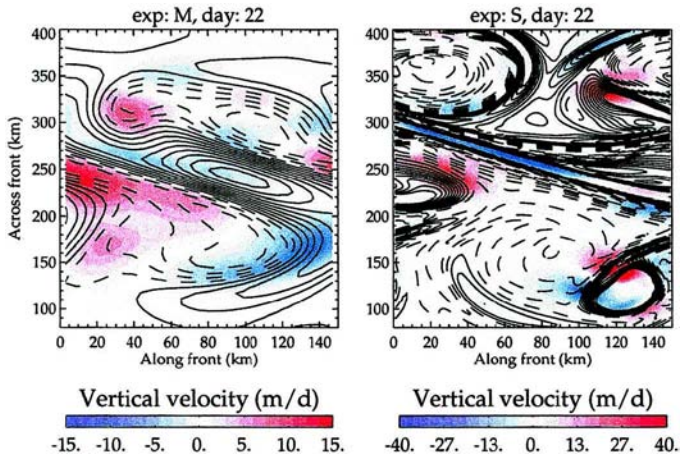 exp: M, day: 22
exp: S, day: 22
400
350
300
250
200
150
100
Across front (km)
0 20 40 60 80 100 120 140
Along front (km)
400
350
300
250
200
150
100
0 20 40 60 80 100 120 140
Along front (km)
Vertical velocity (m/d)
-15. -10. -5. 0. 5. 10. 15.
Vertical velocity (m/d)
-40. -27. -13. 0. 13. 27. 40.